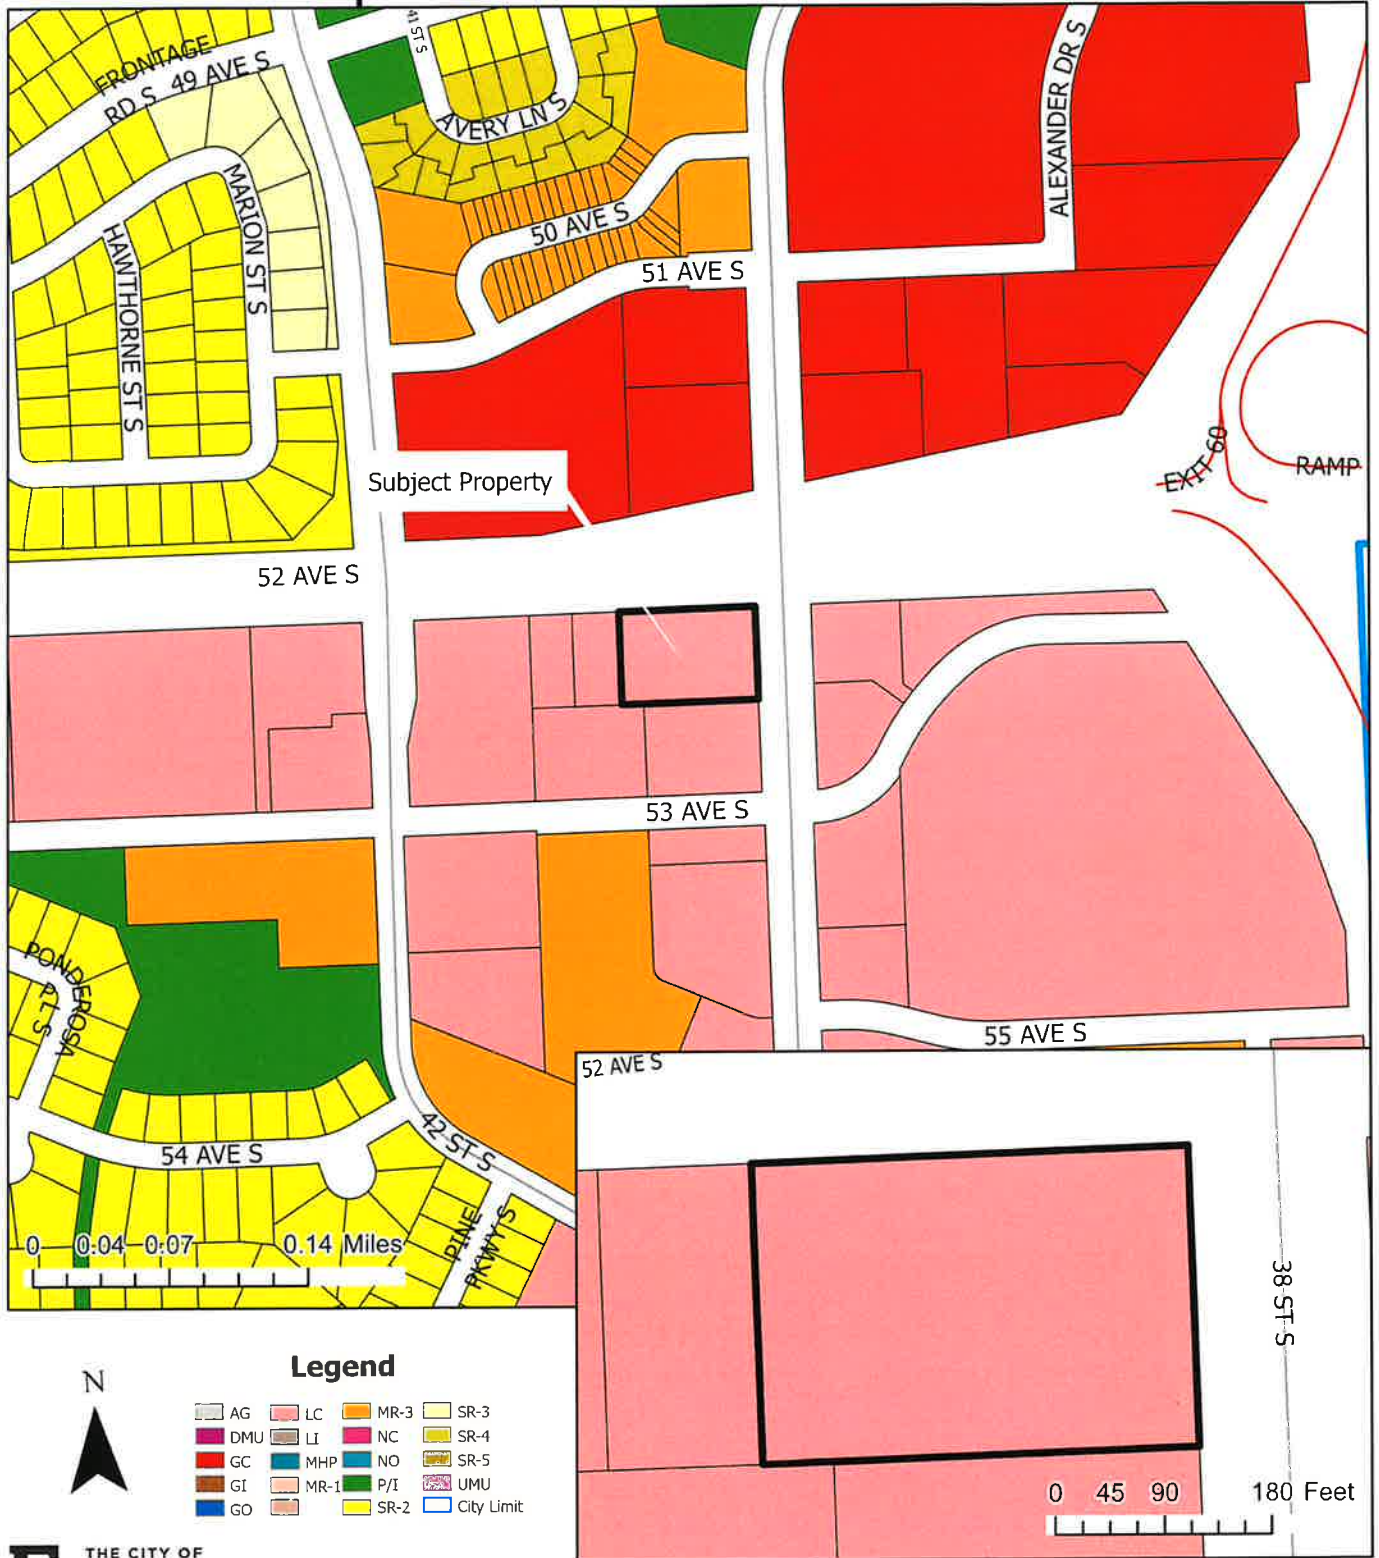 FRONTAGE
RD S
49 AVE S
41 ST S
AVERY LN S
ALEXANDER DR S
MARION ST S
HAWTHORNE ST S
50 AVE S
51 AVE S
Subject Property
EXIT 60
RAMP
52 AVE S
53 AVE S
PONDEROSA
PL S
55 AVE S
54 AVE S
42 ST S
PINE
PKWY S
0 0.04 0.07 0.14 Miles
52 AVE S
38 ST S
0 45 90 180 Feet
N
Legend
AG LC MR-3 SR-3
DMU LI NC SR-4
GC MHP NO SR-5
GI MR-1 P/I UMU
GO SR-2 City Limit
THE CITY OF